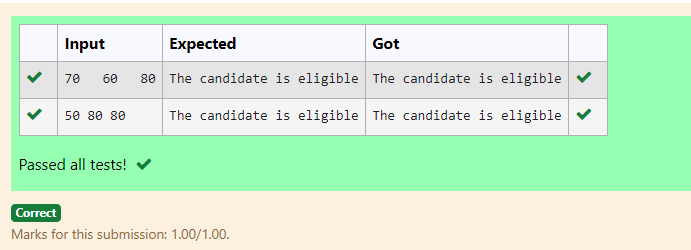 Input Expected Got
70 60 80 The candidate is eligible The candidate is eligible
50 80 80 The candidate is eligible The candidate is eligible
Passed all tests!
Correct
Marks for this submission: 1.00/1.00.